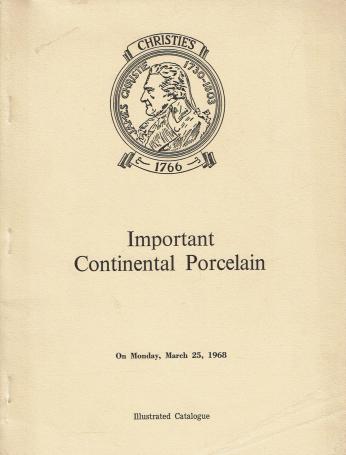 CHRISTIE'S
JAMES CHRISTIE 1730-1803
1766
Important
Continental Porcelain
On Monday, March 25, 1968
Illustrated Catalogue